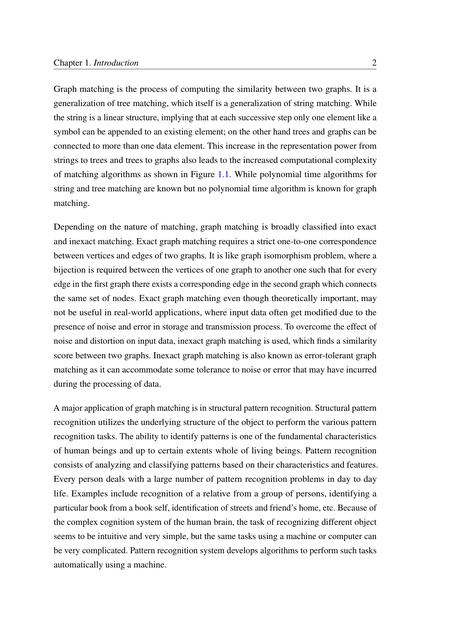 Chapter 1. Introduction 2
Graph matching is the process of computing the similarity between two graphs. It is a
generalization of tree matching, which itself is a generalization of string matching. While
the string is a linear structure, implying that at each successive step only one element like a
symbol can be appended to an existing element; on the other hand trees and graphs can be
connected to more than one data element. This increase in the representation power from
strings to trees and trees to graphs also leads to the increased computational complexity
of matching algorithms as shown in Figure 1.1. While polynomial time algorithms for
string and tree matching are known but no polynomial time algorithm is known for graph
matching.
Depending on the nature of matching, graph matching is broadly classified into exact
and inexact matching. Exact graph matching requires a strict one-to-one correspondence
between vertices and edges of two graphs. It is like graph isomorphism problem, where a
bijection is required between the vertices of one graph to another one such that for every
edge in the first graph there exists a corresponding edge in the second graph which connects
the same set of nodes. Exact graph matching even though theoretically important, may
not be useful in real-world applications, where input data often get modified due to the
presence of noise and error in storage and transmission process. To overcome the effect of
noise and distortion on input data, inexact graph matching is used, which finds a similarity
score between two graphs. Inexact graph matching is also known as error-tolerant graph
matching as it can accommodate some tolerance to noise or error that may have incurred
during the processing of data.
A major application of graph matching is in structural pattern recognition. Structural pattern
recognition utilizes the underlying structure of the object to perform the various pattern
recognition tasks. The ability to identify patterns is one of the fundamental characteristics
of human beings and up to certain extents whole of living beings. Pattern recognition
consists of analyzing and classifying patterns based on their characteristics and features.
Every person deals with a large number of pattern recognition problems in day to day
life. Examples include recognition of a relative from a group of persons, identifying a
particular book from a book self, identification of streets and friend's home, etc. Because of
the complex cognition system of the human brain, the task of recognizing different object
seems to be intuitive and very simple, but the same tasks using a machine or computer can
be very complicated. Pattern recognition system develops algorithms to perform such tasks
automatically using a machine.